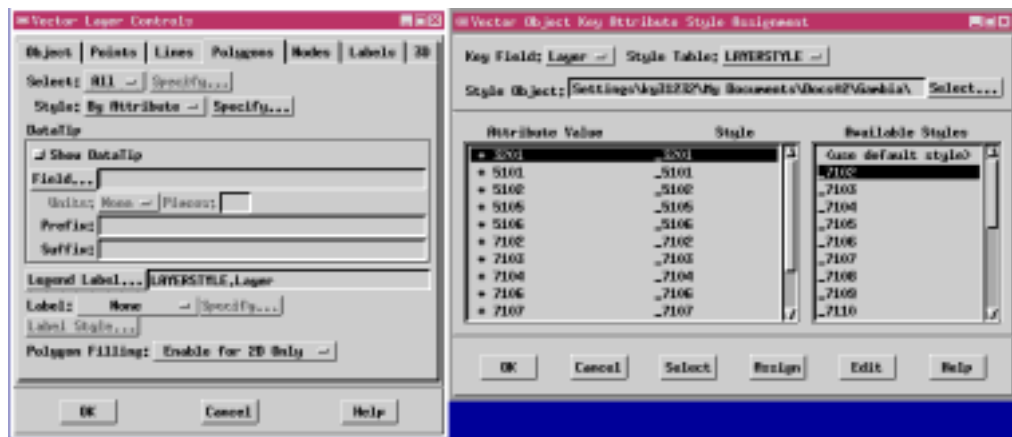 Vector Layer Controls
Object Points Lines Polygons Nodes Labels 3D
Select: All Specify...
Style: By Attribute Specify...
DataTip
Show DataTip
Field...
Units: None Places:
Prefix:
Suffix:
Legend Label... LAYERSTYLE.Layer
Label: None Specify...
Label Style...
Polygon Filling: Enable for 2D Only
OK Cancel Help
Vector Object Key Attribute Style Assignment
Key Field: Layer Style Table: LAYERSTYLE
Style Object: Settings\ky31232\My Documents\Docs02\Gambia\ Select...
Attribute Value Style Available Styles
* 3201 _3201
* 5101 _5101
* 5102 _5102
* 5105 _5105
* 5106 _5106
* 7102 _7102
* 7103 _7103
* 7104 _7104
* 7106 _7106
* 7107 _7107
<use default style>
_7102
_7103
_7104
_7105
_7106
_7107
_7108
_7109
_7110
OK Cancel Select Assign Edit Help